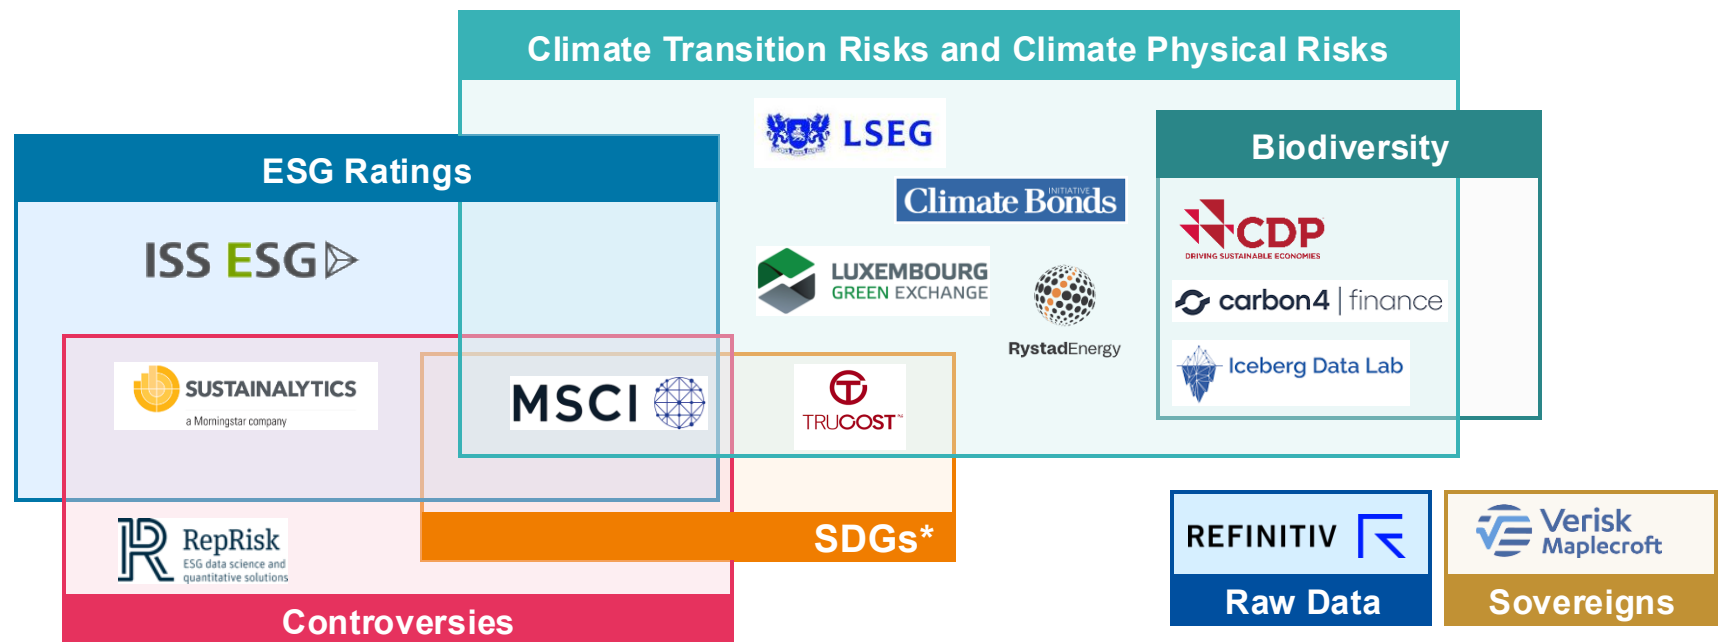 Climate Transition Risks and Climate Physical Risks
LSEG
Biodiversity
ESG Ratings
INITIATIVE
Climate Bonds
CDP
DRIVING SUSTAINABLE ECONOMIES
ISS ESG
LUXEMBOURG
GREEN EXCHANGE
carbon4 | finance
RystadEnergy
Iceberg Data Lab
SUSTAINALYTICS
a Morningstar company
MSCI
TRUCOST™
RepRisk
ESG data science and
quantitative solutions
SDGs*
REFINITIV
Verisk
Maplecroft
Controversies
Raw Data
Sovereigns